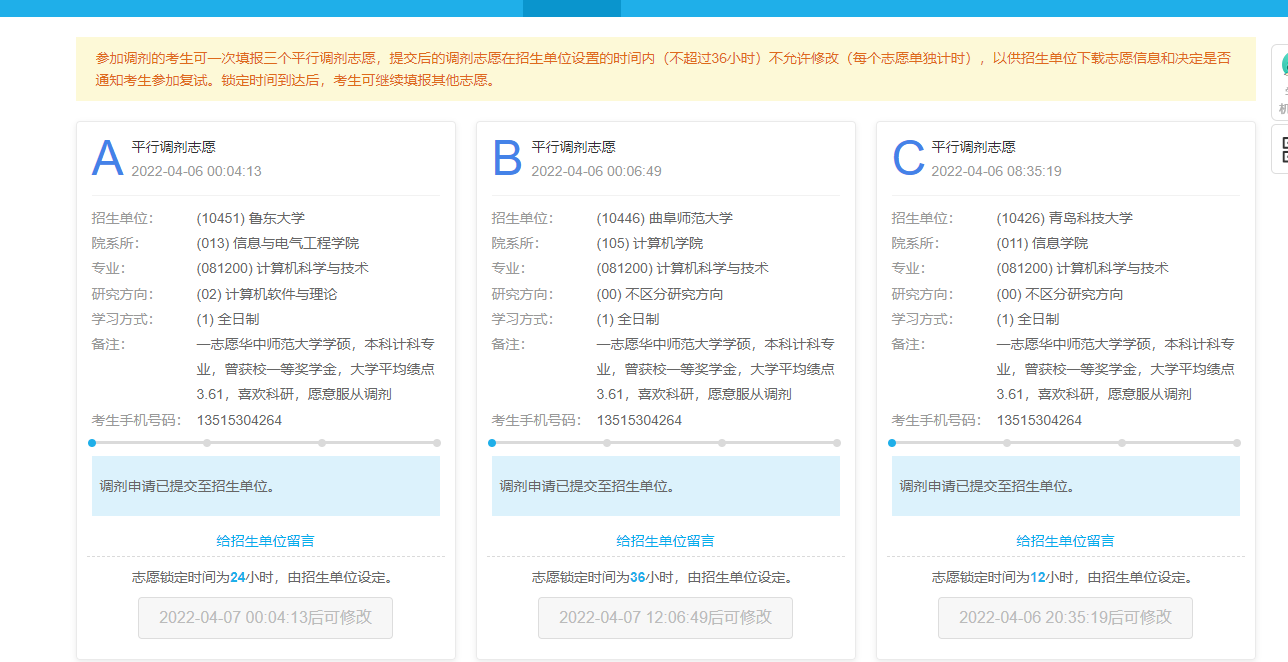 参加调剂的考生可一次填报三个平行调剂志愿，提交后的调剂志愿在招生单位设置的时间内（不超过36小时）不允许修改（每个志愿单独计时），以供招生单位下载志愿信息和决定是否
通知考生参加复试。锁定时间到达后，考生可继续填报其他志愿。
A 平行调剂志愿
2022-04-06 00:04:13
招生单位： (10451) 鲁东大学
院系所： (013) 信息与电气工程学院
专业： (081200) 计算机科学与技术
研究方向： (02) 计算机软件与理论
学习方式： (1) 全日制
备注： 一志愿华中师范大学学硕，本科计科专
业，曾获校一等奖学金，大学平均绩点
3.61，喜欢科研，愿意服从调剂
考生手机号码： 13515304264
调剂申请已提交至招生单位。
给招生单位留言
志愿锁定时间为24小时，由招生单位设定。
2022-04-07 00:04:13后可修改
B 平行调剂志愿
2022-04-06 00:06:49
招生单位： (10446) 曲阜师范大学
院系所： (105) 计算机学院
专业： (081200) 计算机科学与技术
研究方向： (00) 不区分研究方向
学习方式： (1) 全日制
备注： 一志愿华中师范大学学硕，本科计科专
业，曾获校一等奖学金，大学平均绩点
3.61，喜欢科研，愿意服从调剂
考生手机号码： 13515304264
调剂申请已提交至招生单位。
给招生单位留言
志愿锁定时间为36小时，由招生单位设定。
2022-04-07 12:06:49后可修改
C 平行调剂志愿
2022-04-06 08:35:19
招生单位： (10426) 青岛科技大学
院系所： (011) 信息学院
专业： (081200) 计算机科学与技术
研究方向： (00) 不区分研究方向
学习方式： (1) 全日制
备注： 一志愿华中师范大学学硕，本科计科专
业，曾获校一等奖学金，大学平均绩点
3.61，喜欢科研，愿意服从调剂
考生手机号码： 13515304264
调剂申请已提交至招生单位。
给招生单位留言
志愿锁定时间为12小时，由招生单位设定。
2022-04-06 20:35:19后可修改